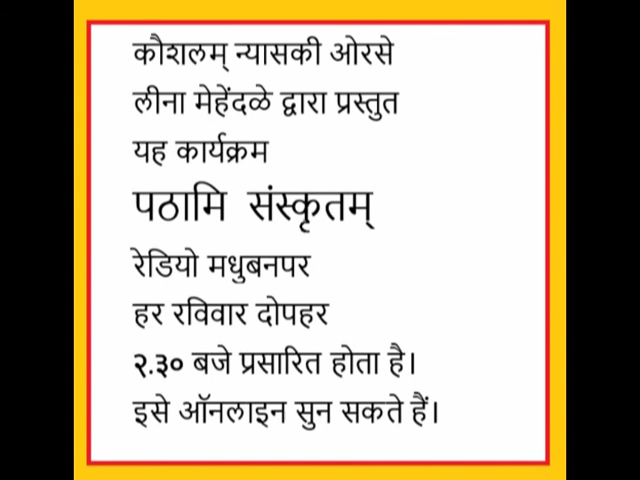 कौशलम् न्यासकी ओरसे
लीना मेहेंदळे द्वारा प्रस्तुत
यह कार्यक्रम
पठामि संस्कृतम्
रेडियो मधुबनपर
हर रविवार दोपहर
२.३० बजे प्रसारित होता है।
इसे ऑनलाइन सुन सकते हैं।